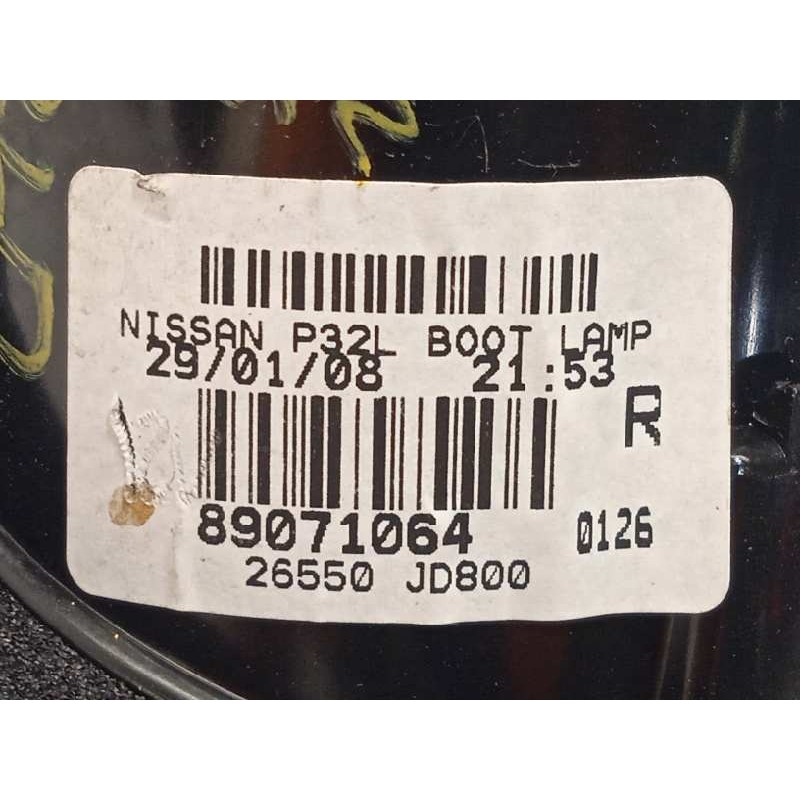 NISSAN P32L BOOT LAMP
29/01/08 21:53
R
89071064 0126
26550 JD800